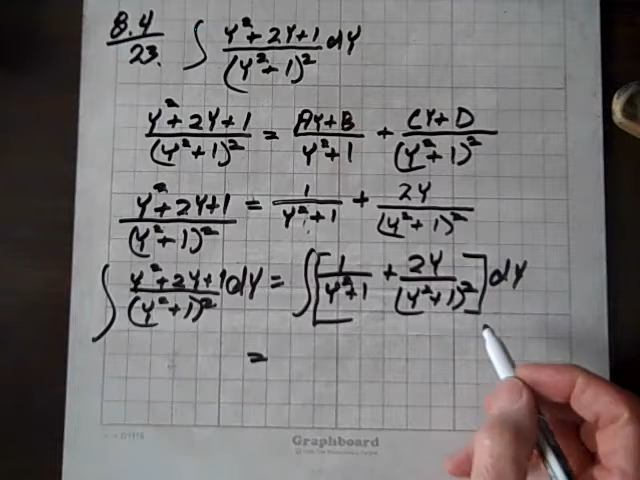 8.4/23. ∫ (y²+2y+1)/(y²+1)² dy
(y²+2y+1)/(y²+1)² = (Ay+B)/(y²+1) + (Cy+D)/(y²+1)²
(y²+2y+1)/(y²+1)² = 1/(y²+1) + 2y/(y²+1)²
∫ (y²+2y+1)/(y²+1)² dy = ∫ [1/(y²+1) + 2y/(y²+1)²] dy
=
Graphboard